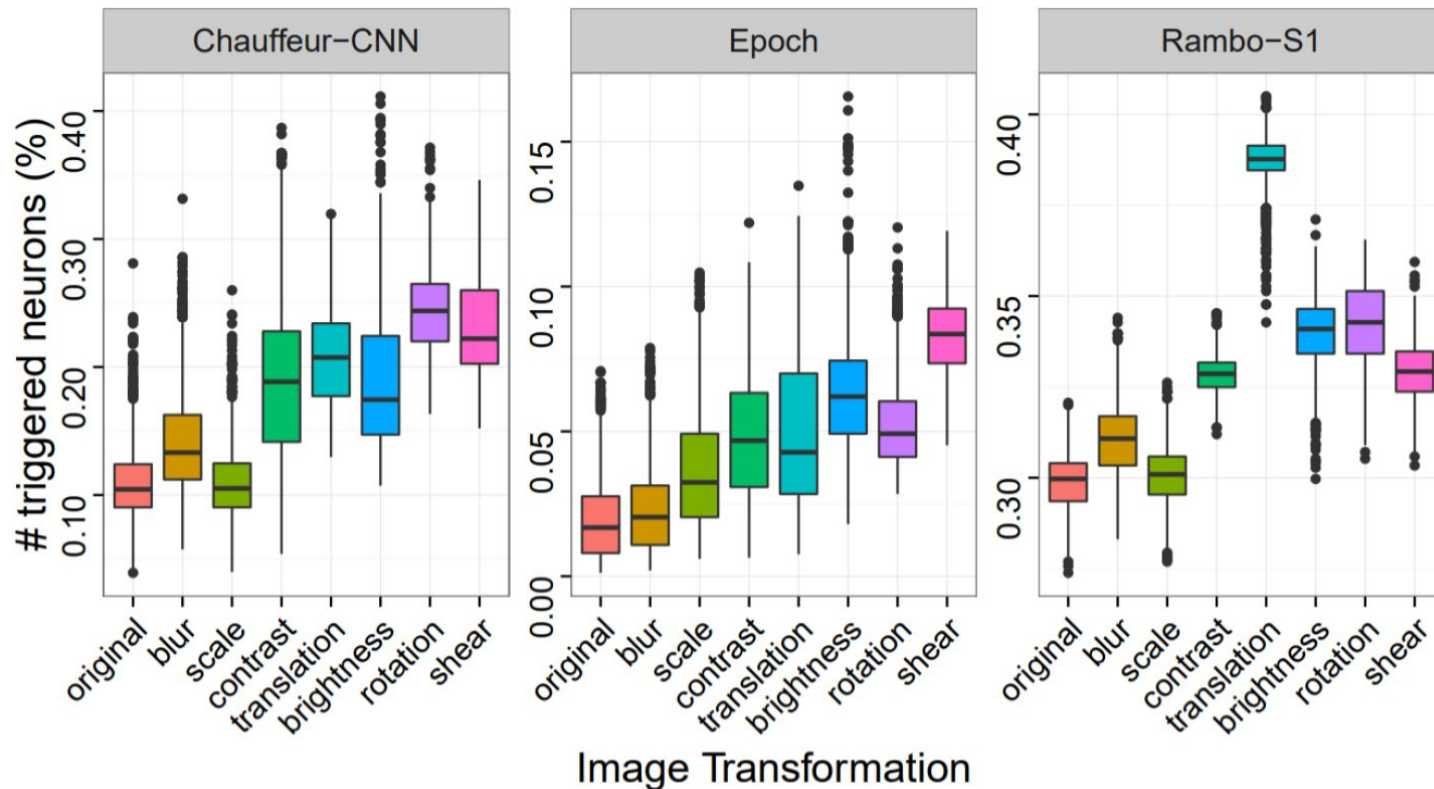 Chauffeur−CNN
Epoch
Rambo−S1
# triggered neurons (%)
0.40
0.30
0.20
0.10
0.15
0.10
0.05
0.00
0.40
0.35
0.30
original
blur
scale
contrast
translation
brightness
rotation
shear
original
blur
scale
contrast
translation
brightness
rotation
shear
original
blur
scale
contrast
translation
brightness
rotation
shear
Image Transformation